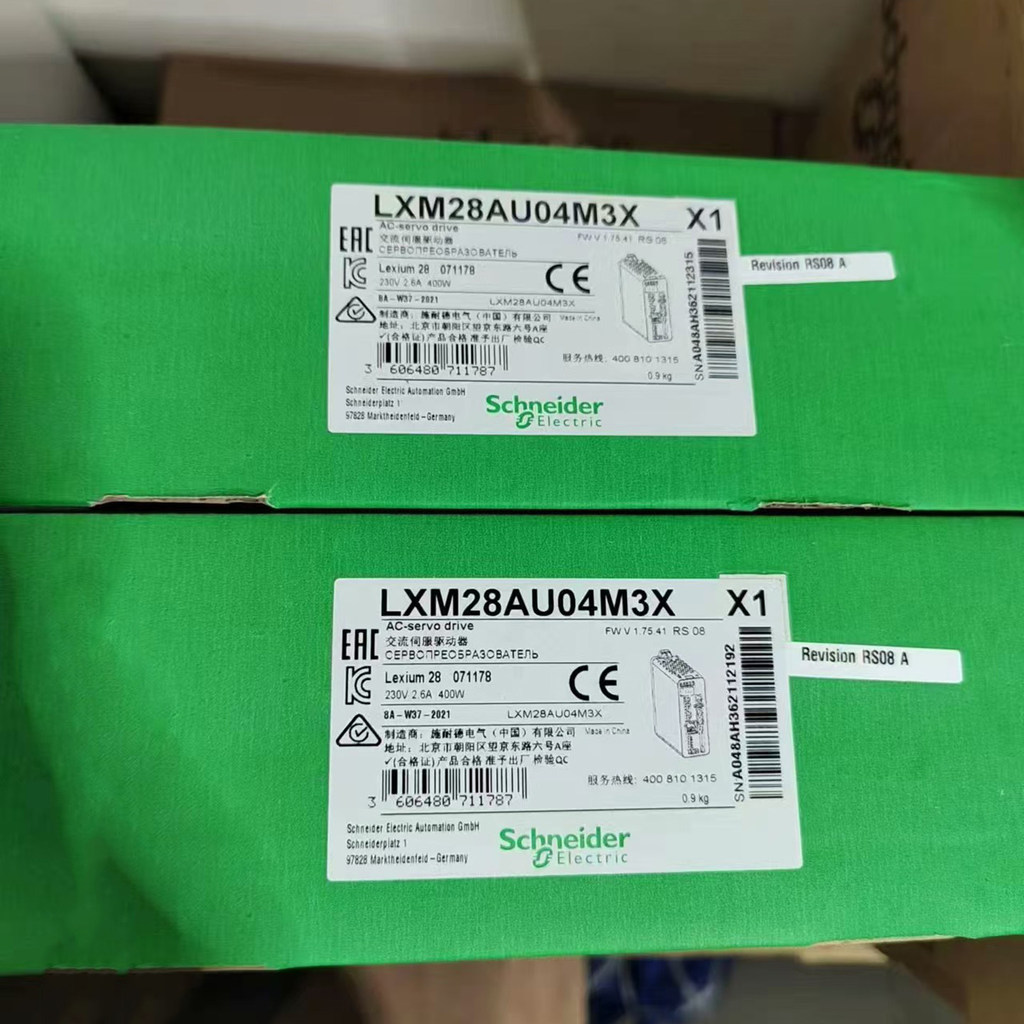 LXM28AU04M3X X1
AC-servo drive
FW V 1.75.41 RS 08
交流伺服驱动器
СЕРВОПРЕОБРАЗОВАТЕЛЬ
EAC
Lexium 28 071178
230V 2.6A 400W
CE
8A-W37-2021 LXM28AU04M3X
制造商: 施耐德电气 (中国) 有限公司 Made in China
地址: 北京市朝阳区望京东路六号A座
✓(合格证)产品合格 准予出厂 检验QC
服务热线: 400 810 1315
3 606480 711787
0.9 kg
SNA048AH362112315
Schneider Electric Automation GmbH
Schneiderplatz 1
97828 Marktheidenfeld-Germany
Schneider
Electric
Revision RS08 A
LXM28AU04M3X X1
AC-servo drive
FW V 1.75.41 RS 08
交流伺服驱动器
СЕРВОПРЕОБРАЗОВАТЕЛЬ
EAC
Lexium 28 071178
230V 2.6A 400W
CE
8A-W37-2021 LXM28AU04M3X
制造商: 施耐德电气 (中国) 有限公司 Made in China
地址: 北京市朝阳区望京东路六号A座
✓(合格证)产品合格 准予出厂 检验QC
服务热线: 400 810 1315
3 606480 711787
0.9 kg
SNA048AH362112192
Schneider Electric Automation GmbH
Schneiderplatz 1
97828 Marktheidenfeld-Germany
Schneider
Electric
Revision RS08 A